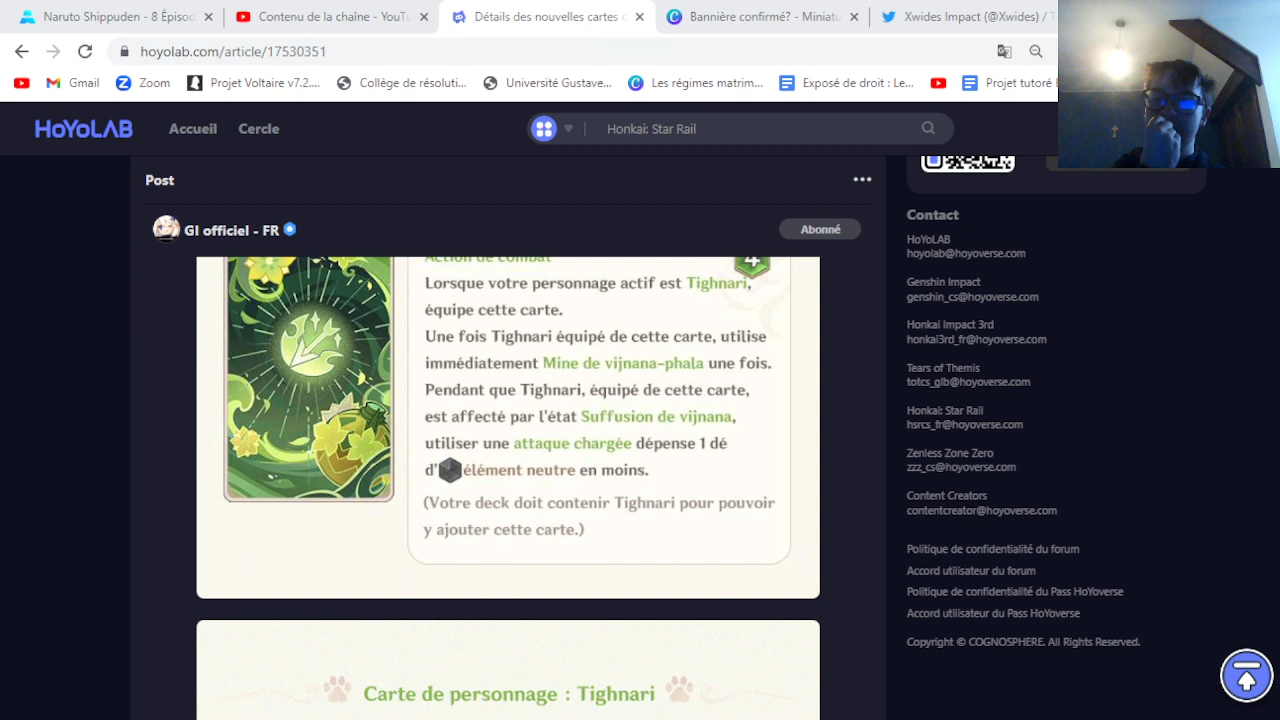 Naruto Shippuden - 8 Épisod
Contenu de la chaîne - YouTu
Détails des nouvelles cartes d
Bannière confirmé? - Miniatu
Xwides Impact (@Xwides) / T
hoyolab.com/article/17530351
Gmail
Zoom
Projet Voltaire v7.2....
Collège de résoluti...
Université Gustave...
Les régimes matrim...
Exposé de droit : Le...
Projet tutoré É
HoYoLAB
Accueil
Cercle
Honkai: Star Rail
Post
GI officiel - FR
Abonné
Action de combat
4
Lorsque votre personnage actif est Tighnari,
équipe cette carte.
Une fois Tighnari équipé de cette carte, utilise
immédiatement Mine de vijnana-phala une fois.
Pendant que Tighnari, équipé de cette carte,
est affecté par l'état Suffusion de vijnana,
utiliser une attaque chargée dépense 1 dé
d'élément neutre en moins.
(Votre deck doit contenir Tighnari pour pouvoir
y ajouter cette carte.)
Carte de personnage : Tighnari
Contact
HoYoLAB
hoyolab@hoyoverse.com
Genshin Impact
genshin_cs@hoyoverse.com
Honkai Impact 3rd
honkai3rd_fr@hoyoverse.com
Tears of Themis
totcs_glb@hoyoverse.com
Honkai: Star Rail
hsrcs_fr@hoyoverse.com
Zenless Zone Zero
zzz_cs@hoyoverse.com
Content Creators
contentcreator@hoyoverse.com
Politique de confidentialité du forum
Accord utilisateur du forum
Politique de confidentialité du Pass HoYoverse
Accord utilisateur du Pass HoYoverse
Copyright © COGNOSPHERE. All Rights Reserved.